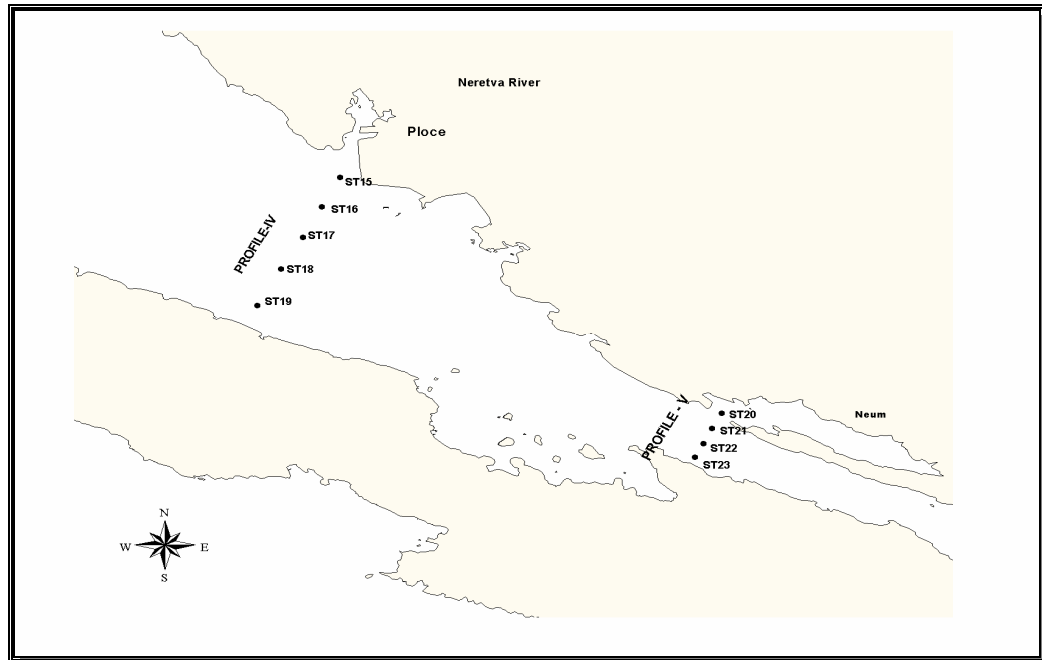 Neretva River
Ploce
ST15
ST16
PROFILE-IV
ST17
ST18
ST19
PROFILE - V
ST20
Neum
ST21
ST22
ST23
N
W
E
S